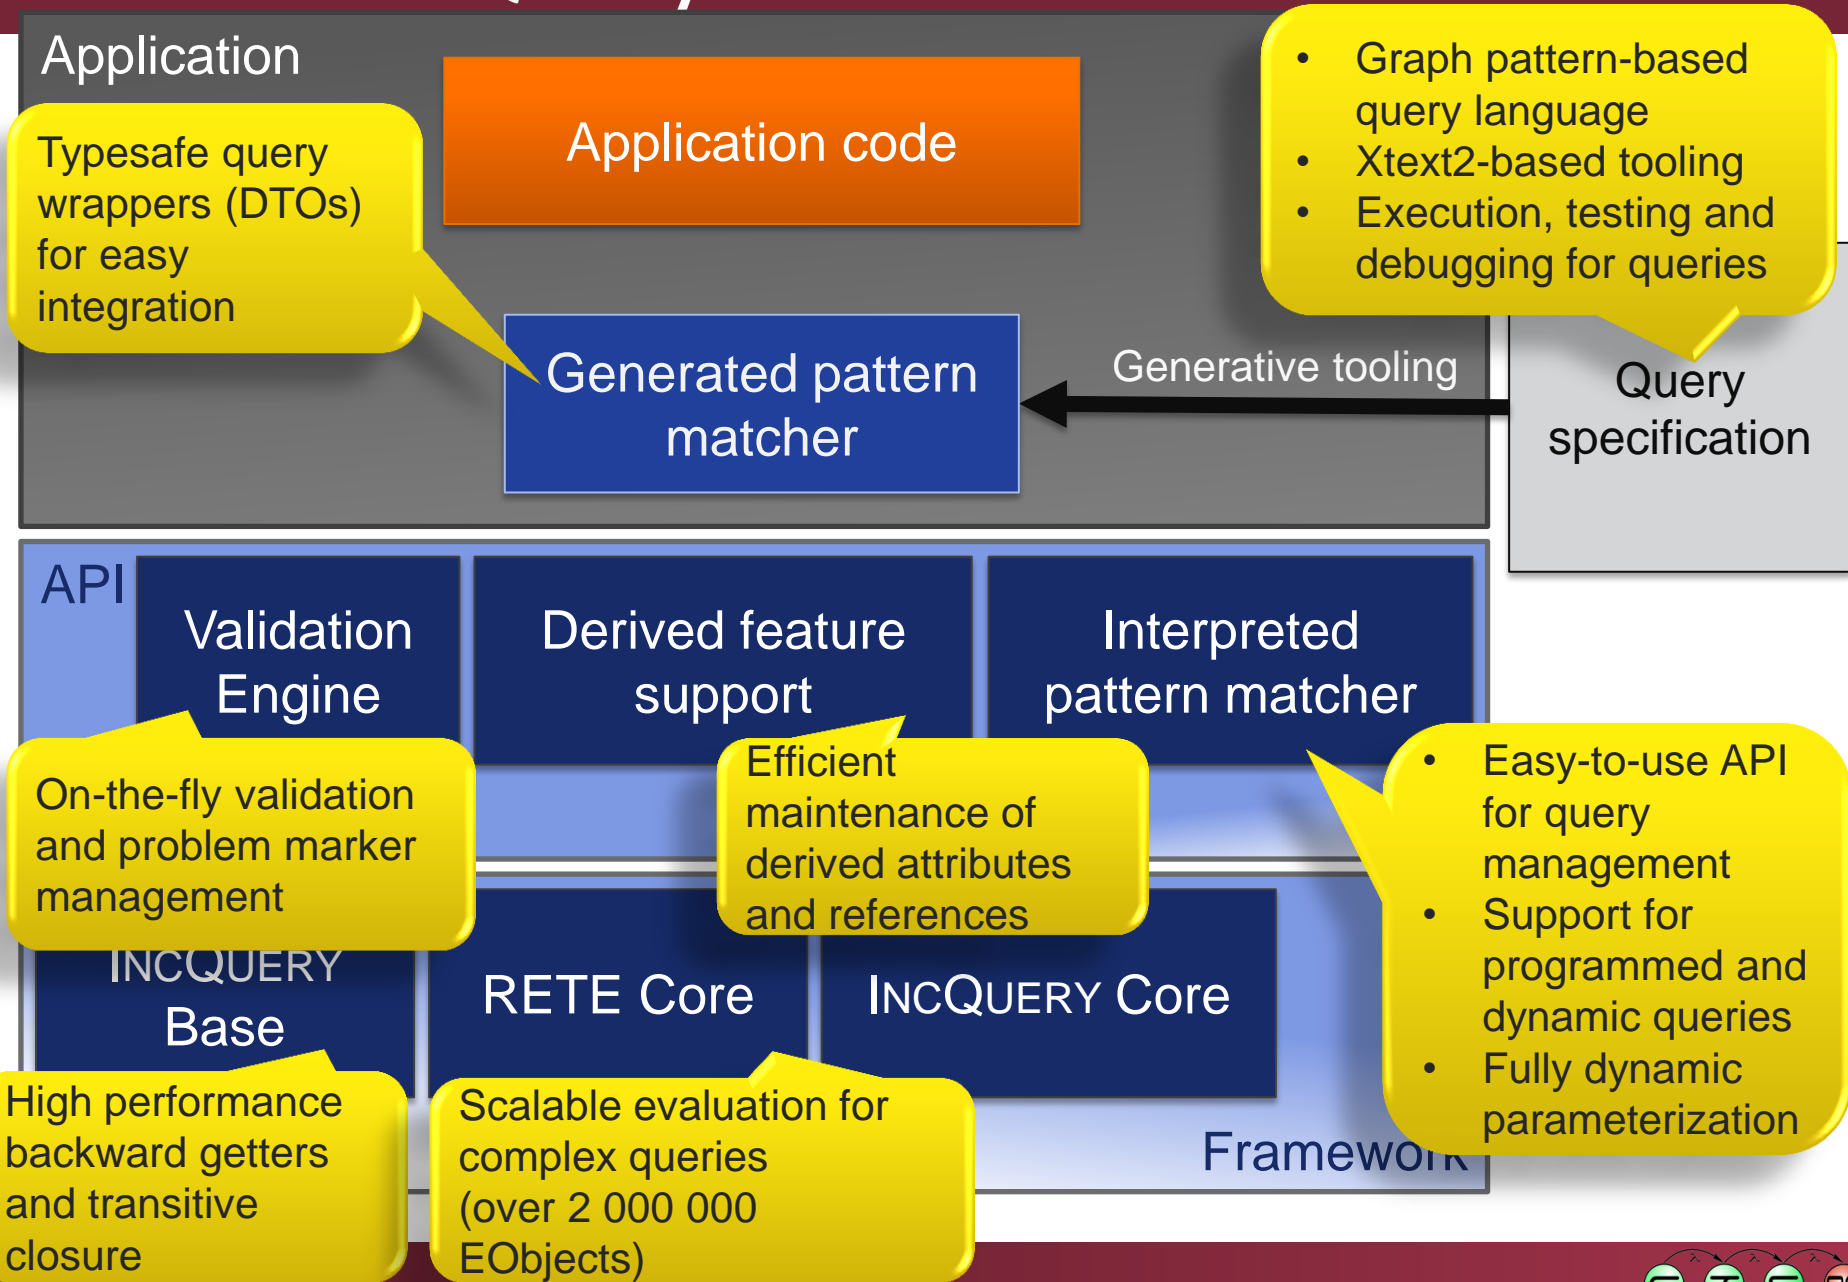 Application
Application code
Typesafe query
wrappers (DTOs)
for easy
integration
• Graph pattern-based
query language
• Xtext2-based tooling
• Execution, testing and
debugging for queries
Generated pattern
matcher
Generative tooling
Query
specification
API
Validation
Engine
Derived feature
support
Interpreted
pattern matcher
On-the-fly validation
and problem marker
management
Efficient
maintenance of
derived attributes
and references
• Easy-to-use API
for query
management
• Support for
programmed and
dynamic queries
• Fully dynamic
parameterization
INCQUERY
Base
RETE Core
INCQUERY Core
High performance
backward getters
and transitive
closure
Scalable evaluation for
complex queries
(over 2 000 000
EObjects)
Framework